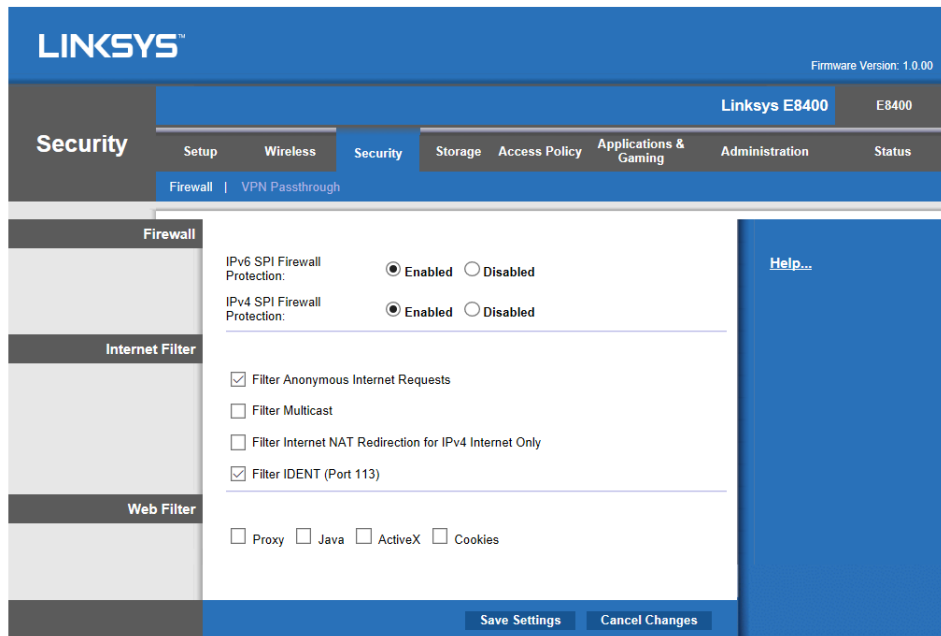 LINKSYS™
Firmware Version: 1.0.00
Linksys E8400
E8400
Security
Setup
Wireless
Security
Storage
Access Policy
Applications &
Gaming
Administration
Status
Firewall | VPN Passthrough
Firewall
IPv6 SPI Firewall
Protection:
Enabled Disabled
IPv4 SPI Firewall
Protection:
Enabled Disabled
Help...
Internet Filter
Filter Anonymous Internet Requests
Filter Multicast
Filter Internet NAT Redirection for IPv4 Internet Only
Filter IDENT (Port 113)
Web Filter
Proxy Java ActiveX Cookies
Save Settings Cancel Changes